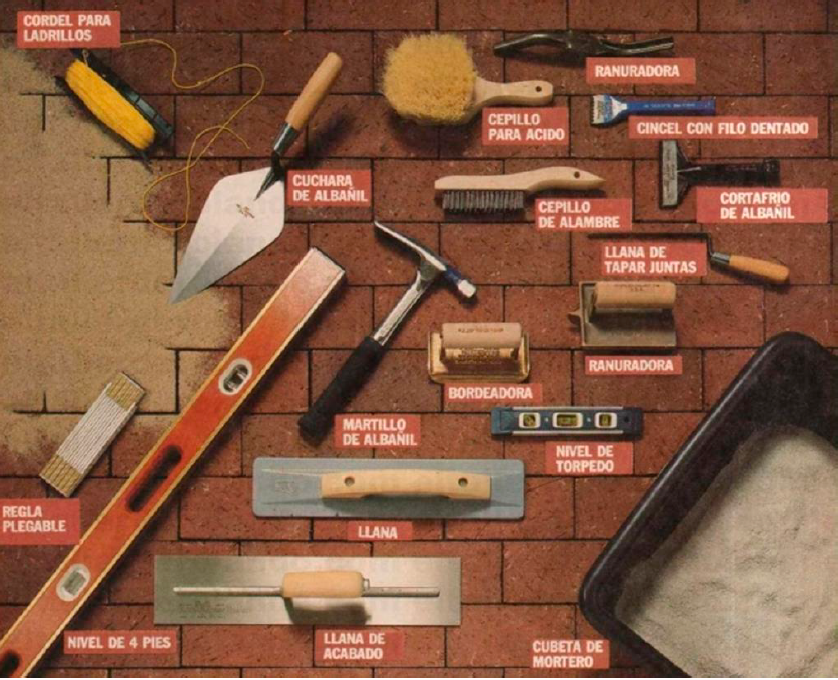 CORDEL PARA
LADRILLOS
RANURADORA
CEPILLO
PARA ACIDO
CINCEL CON FILO DENTADO
CUCHARA
DE ALBAÑIL
CEPILLO
DE ALAMBRE
CORTAFRIO
DE ALBAÑIL
LLANA DE
TAPAR JUNTAS
RANURADORA
BORDEADORA
MARTILLO
DE ALBAÑIL
NIVEL DE
TORPEDO
REGLA
PLEGABLE
LLANA
NIVEL DE 4 PIES
LLANA DE
ACABADO
CUBETA DE
MORTERO